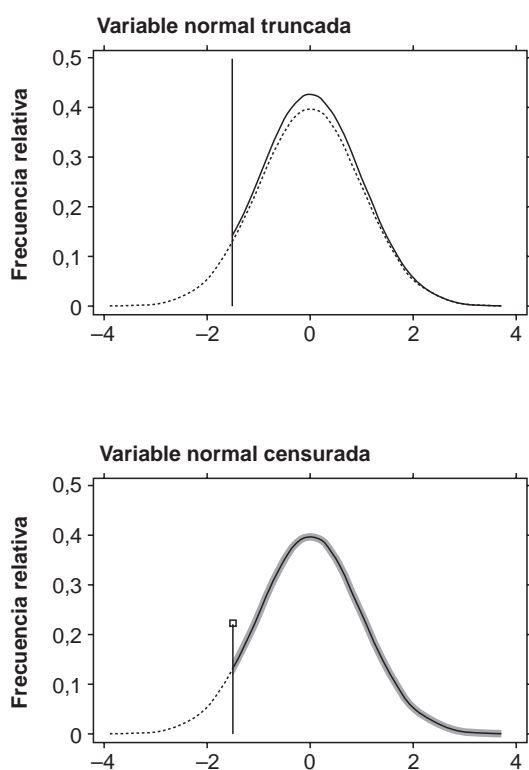 Variable normal truncada
0,5
0,4
0,3
0,2
0,1
0
Frecuencia relativa
–4 –2 0 2 4
Variable normal censurada
0,5
0,4
0,3
0,2
0,1
0
Frecuencia relativa
–4 –2 0 2 4